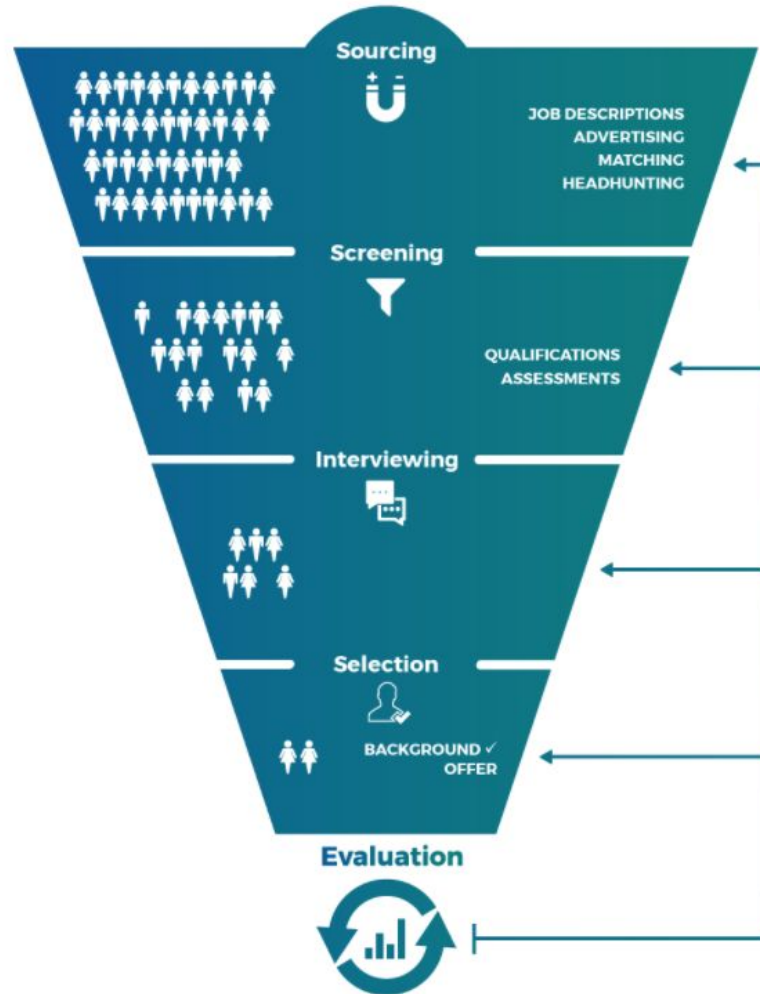 Sourcing
JOB DESCRIPTIONS
ADVERTISING
MATCHING
HEADHUNTING
Screening
QUALIFICATIONS
ASSESSMENTS
Interviewing
Selection
BACKGROUND ✓
OFFER
Evaluation